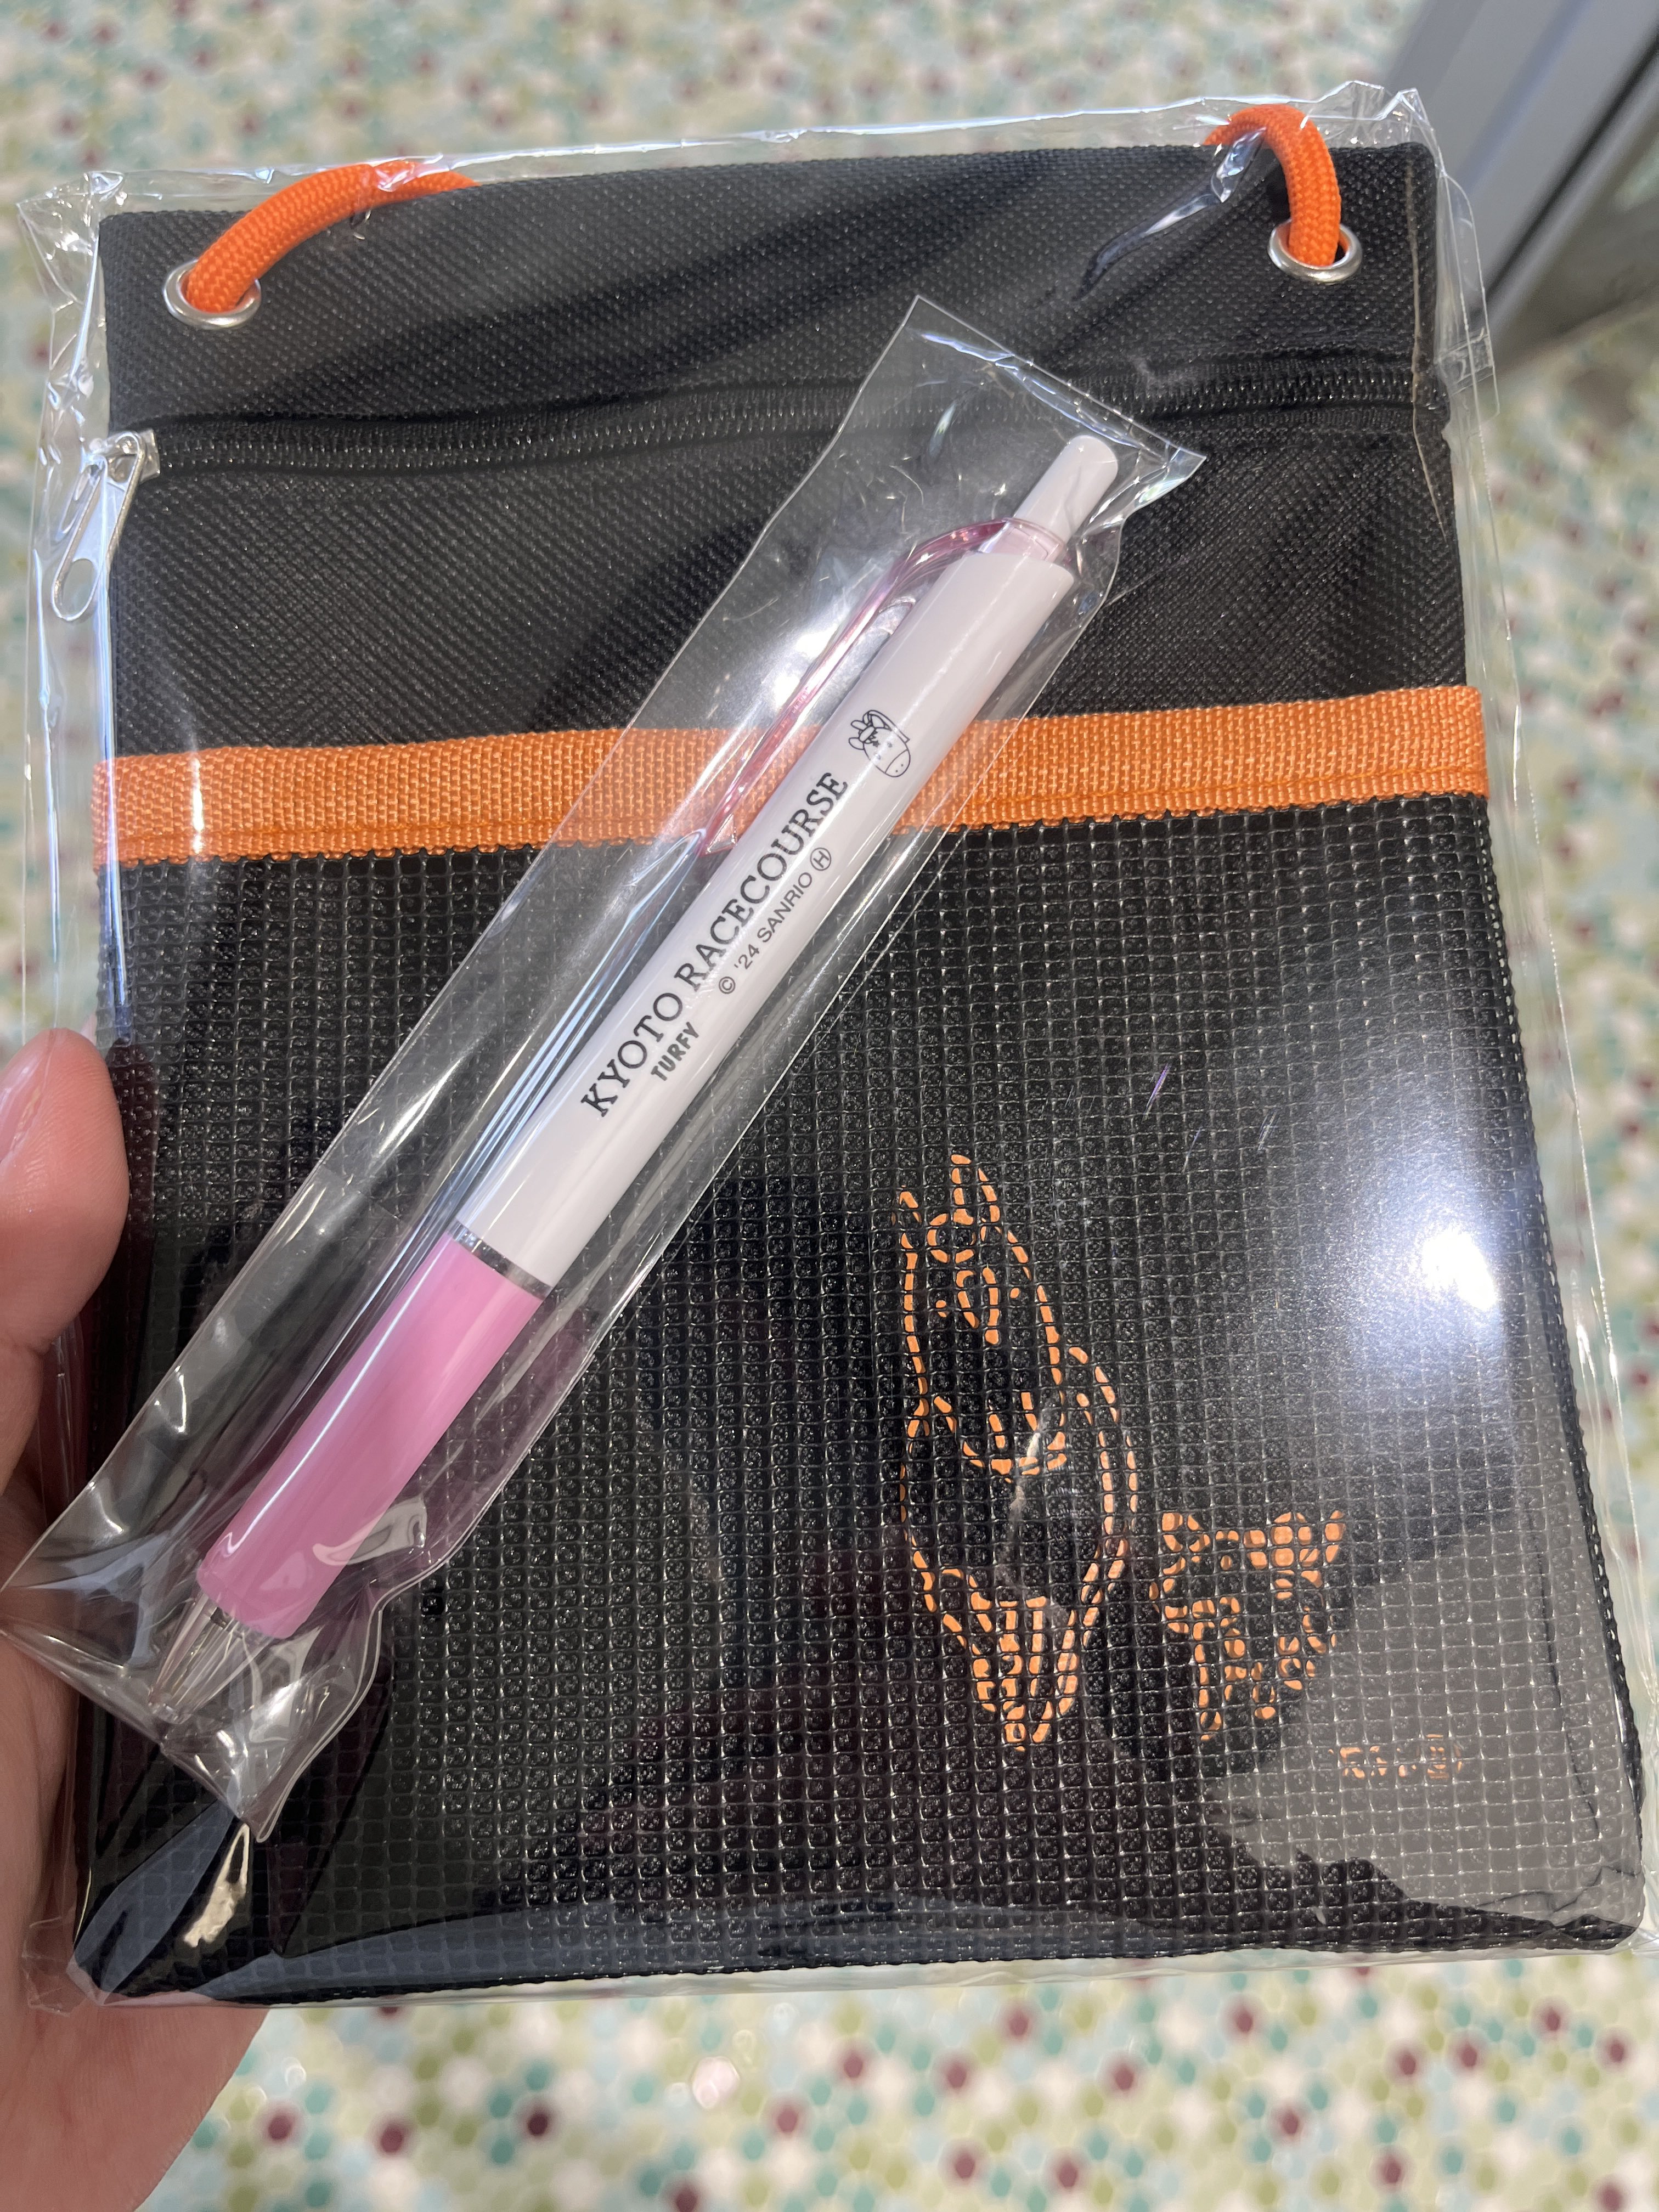 KYOTO RACECOURSE
TURFY
© '24 SANRIO Ⓗ